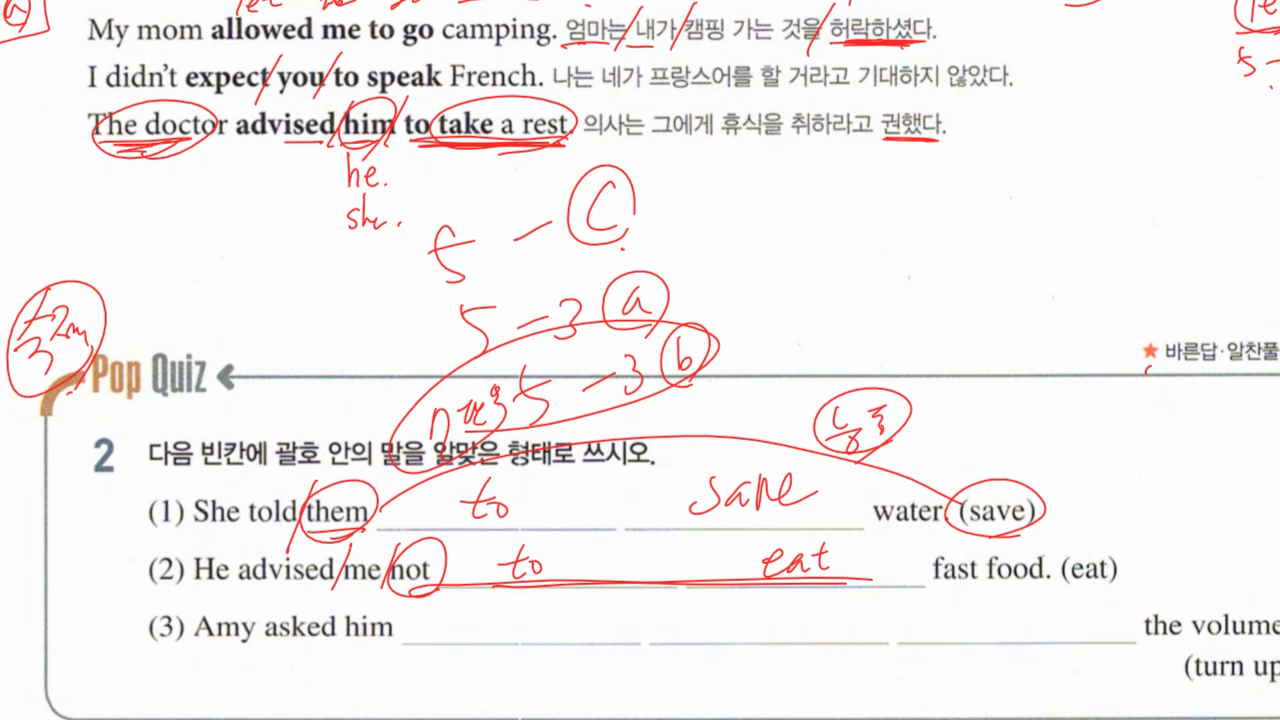 My mom allowed me to go camping. 엄마는 내가 캠핑 가는 것을 허락하셨다.
I didn't expect you to speak French. 나는 네가 프랑스어를 할 거라고 기대하지 않았다.
The doctor advised him to take a rest. 의사는 그에게 휴식을 취하라고 권했다.
he.
she.
5 - C
5 - 3 a
5 - 3 b
Pop Quiz
★ 바른답·알찬풀
2 다음 빈칸에 괄호 안의 말을 알맞은 형태로 쓰시오.
(1) She told them to save water. (save)
능동
(2) He advised me not to eat fast food. (eat)
(3) Amy asked him the volume
(turn up